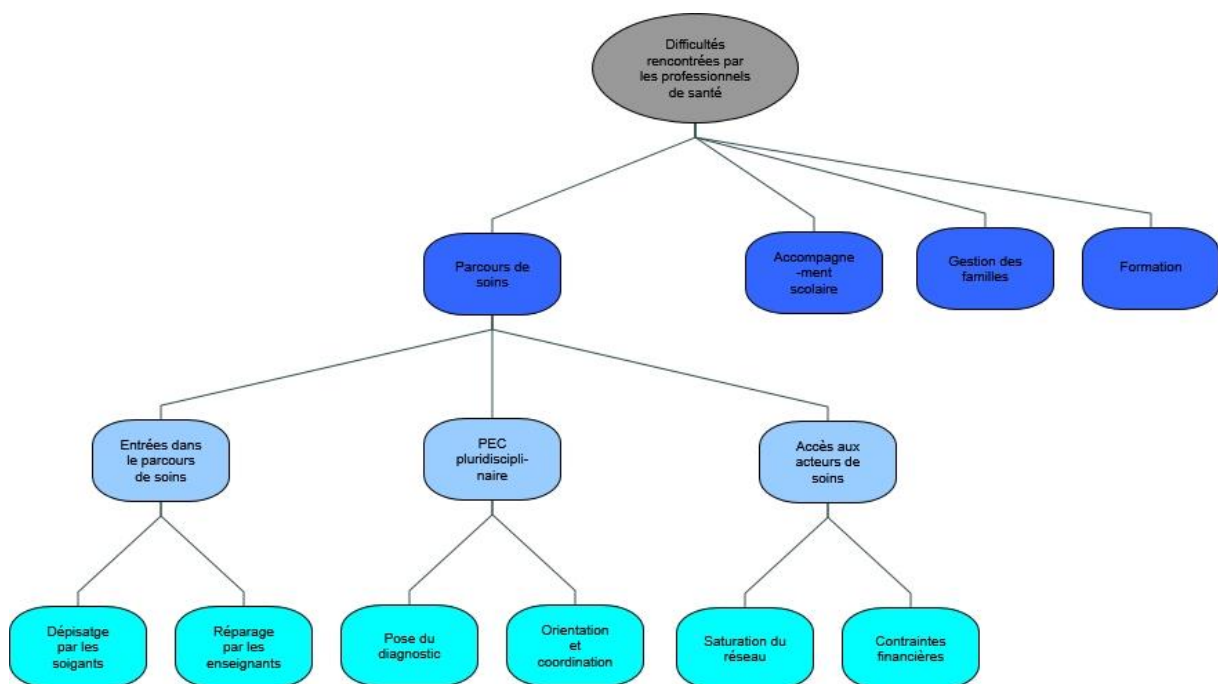 Difficultés
rencontrées par
les professionnels
de santé
Parcours de
soins
Accompagne
-ment
scolaire
Gestion des
familles
Formation
Entrées dans
le parcours
de soins
PEC
pluridiscipli-
naire
Accès aux
acteurs de
soins
Dépisatge
par les
soigants
Réparage
par les
enseignants
Pose du
diagnostic
Orientation
et
coordination
Saturation du
réseau
Contraintes
financières